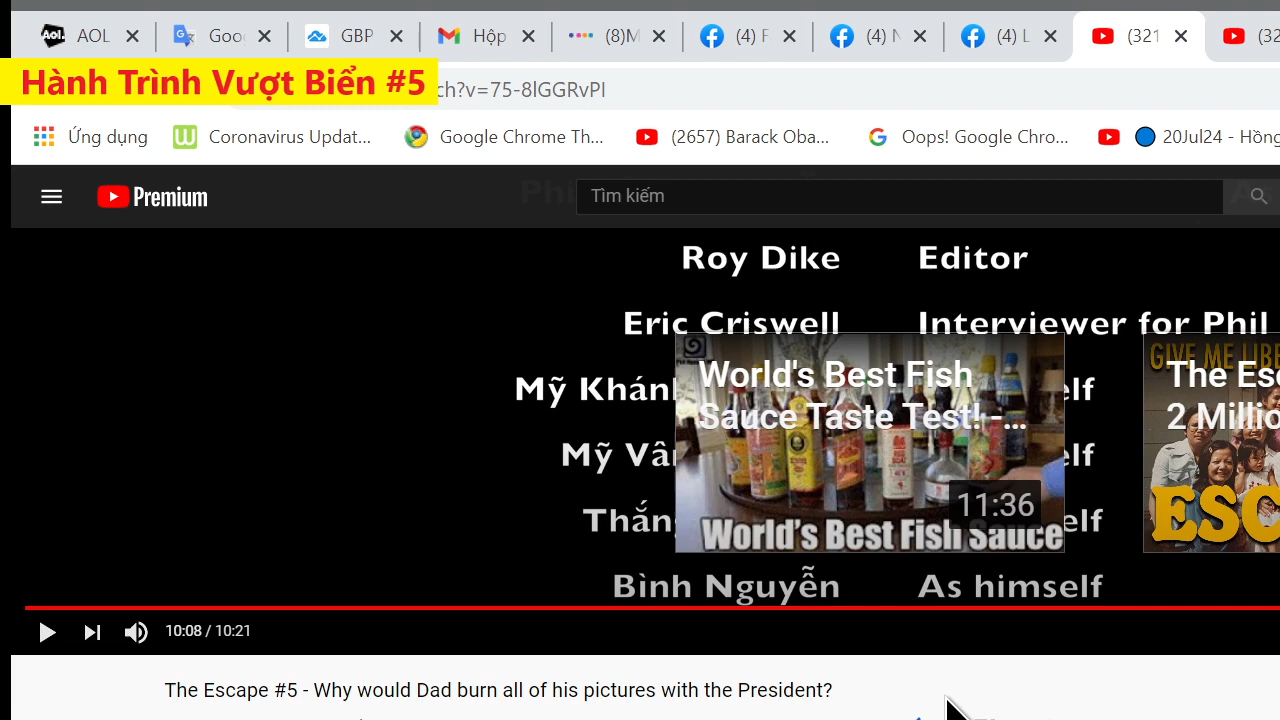 AOL
Goog
GBP
Hộp
(8)M
(4) F
(4) N
(4) L
(321
(32
Hành Trình Vượt Biển #5
ch?v=75-8lGGRvPI
Ứng dụng
Coronavirus Updat...
Google Chrome Th...
(2657) Barack Oba...
Oops! Google Chro...
20Jul24 - Hồng
Premium
Tìm kiếm
Roy Dike Editor
Eric Criswell Interviewer for Phil
Mỹ Khánh elf
Mỹ Vân elf
Thắng elf
Bình Nguyễn As himself
World's Best Fish
Sauce Taste Test! -...
11:36
World's Best Fish Sauce
GIVE ME LIBE
The Esc
2 Millio
ESC
10:08 / 10:21
The Escape #5 - Why would Dad burn all of his pictures with the President?